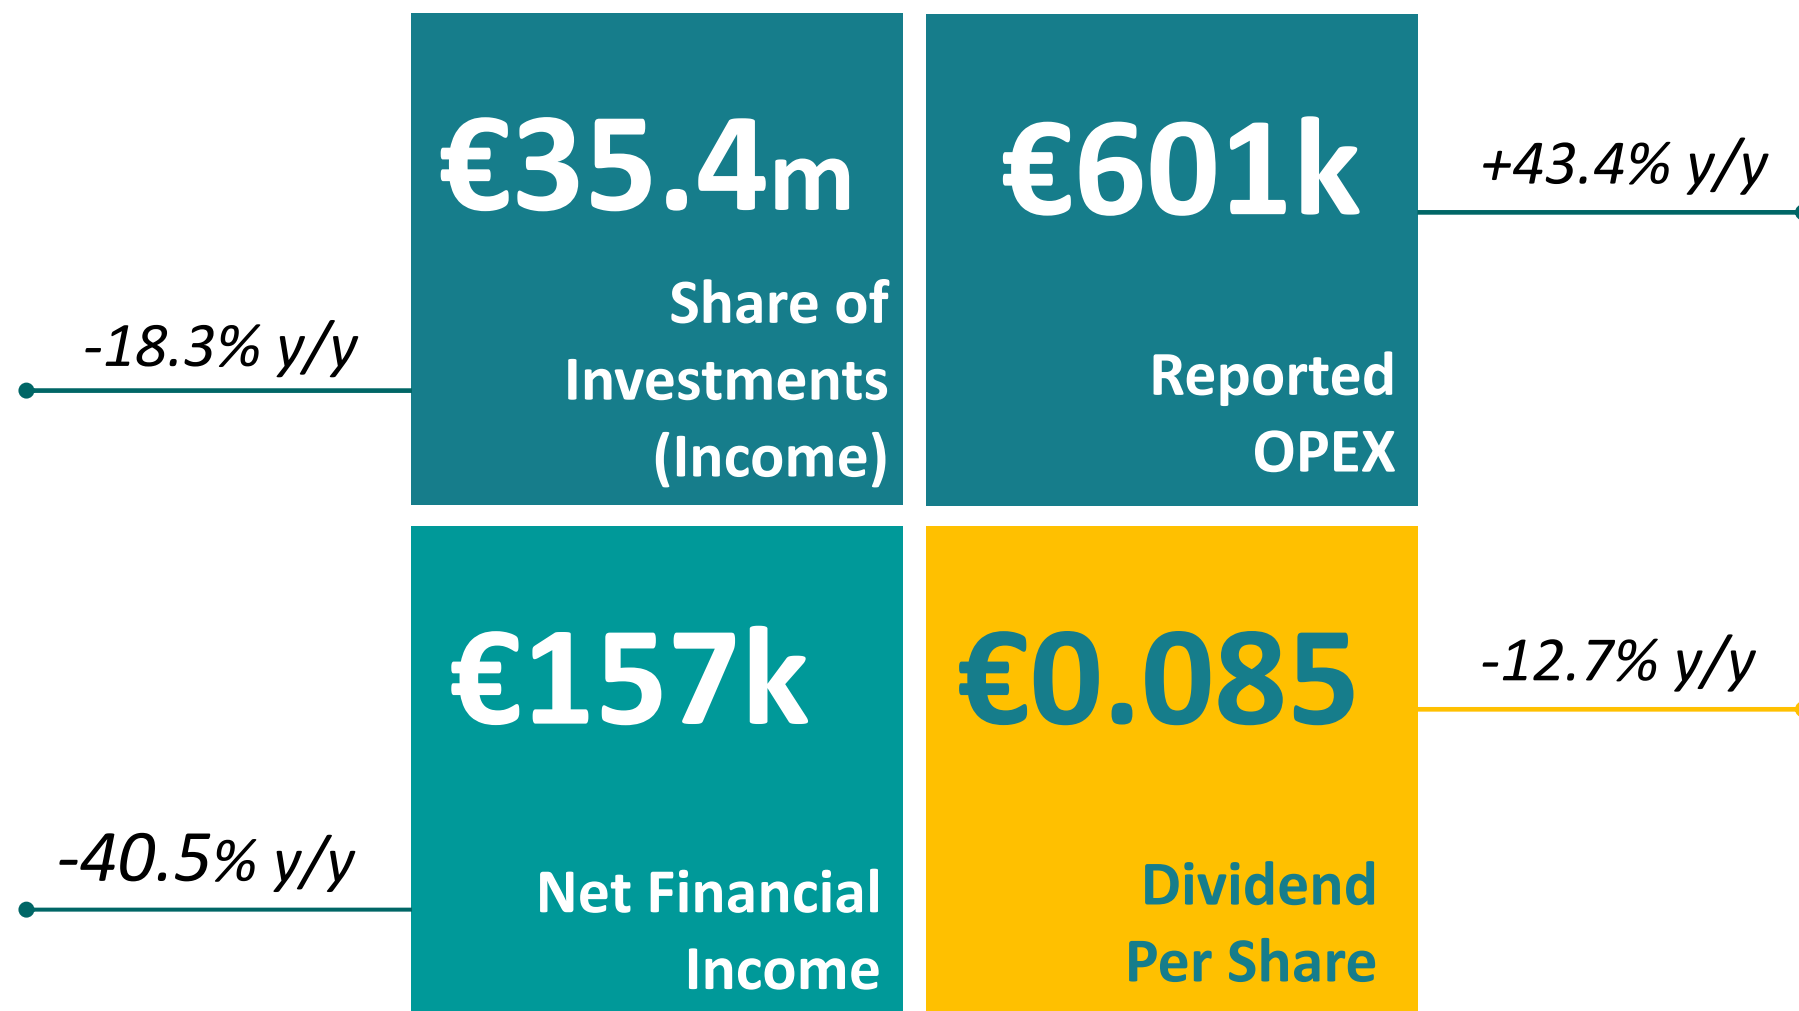 €35.4m
Share of
Investments
(Income)
-18.3% y/y
€601k
Reported
OPEX
+43.4% y/y
€157k
Net Financial
Income
-40.5% y/y
€0.085
Dividend
Per Share
-12.7% y/y